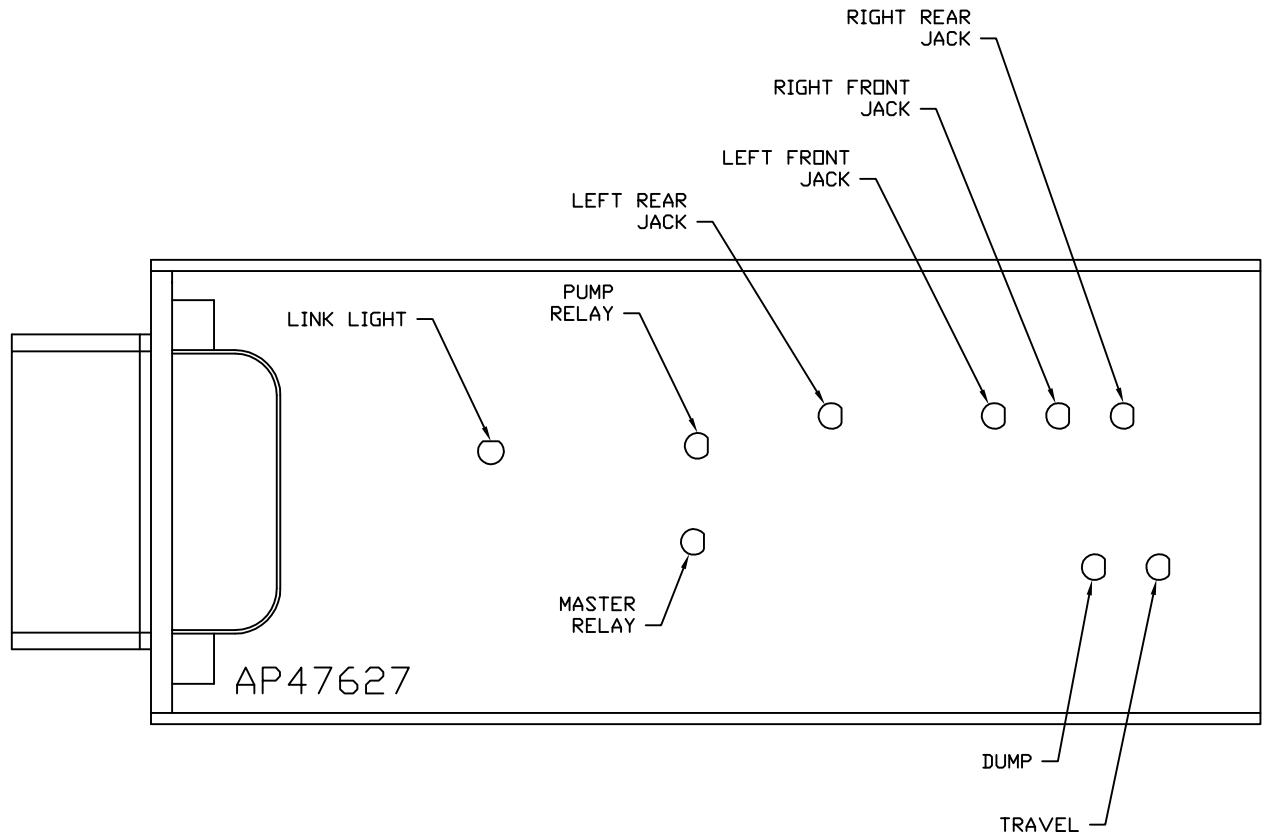 RIGHT REAR
JACK
RIGHT FRONT
JACK
LEFT FRONT
JACK
LEFT REAR
JACK
PUMP
RELAY
LINK LIGHT
MASTER
RELAY
AP47627
DUMP
TRAVEL